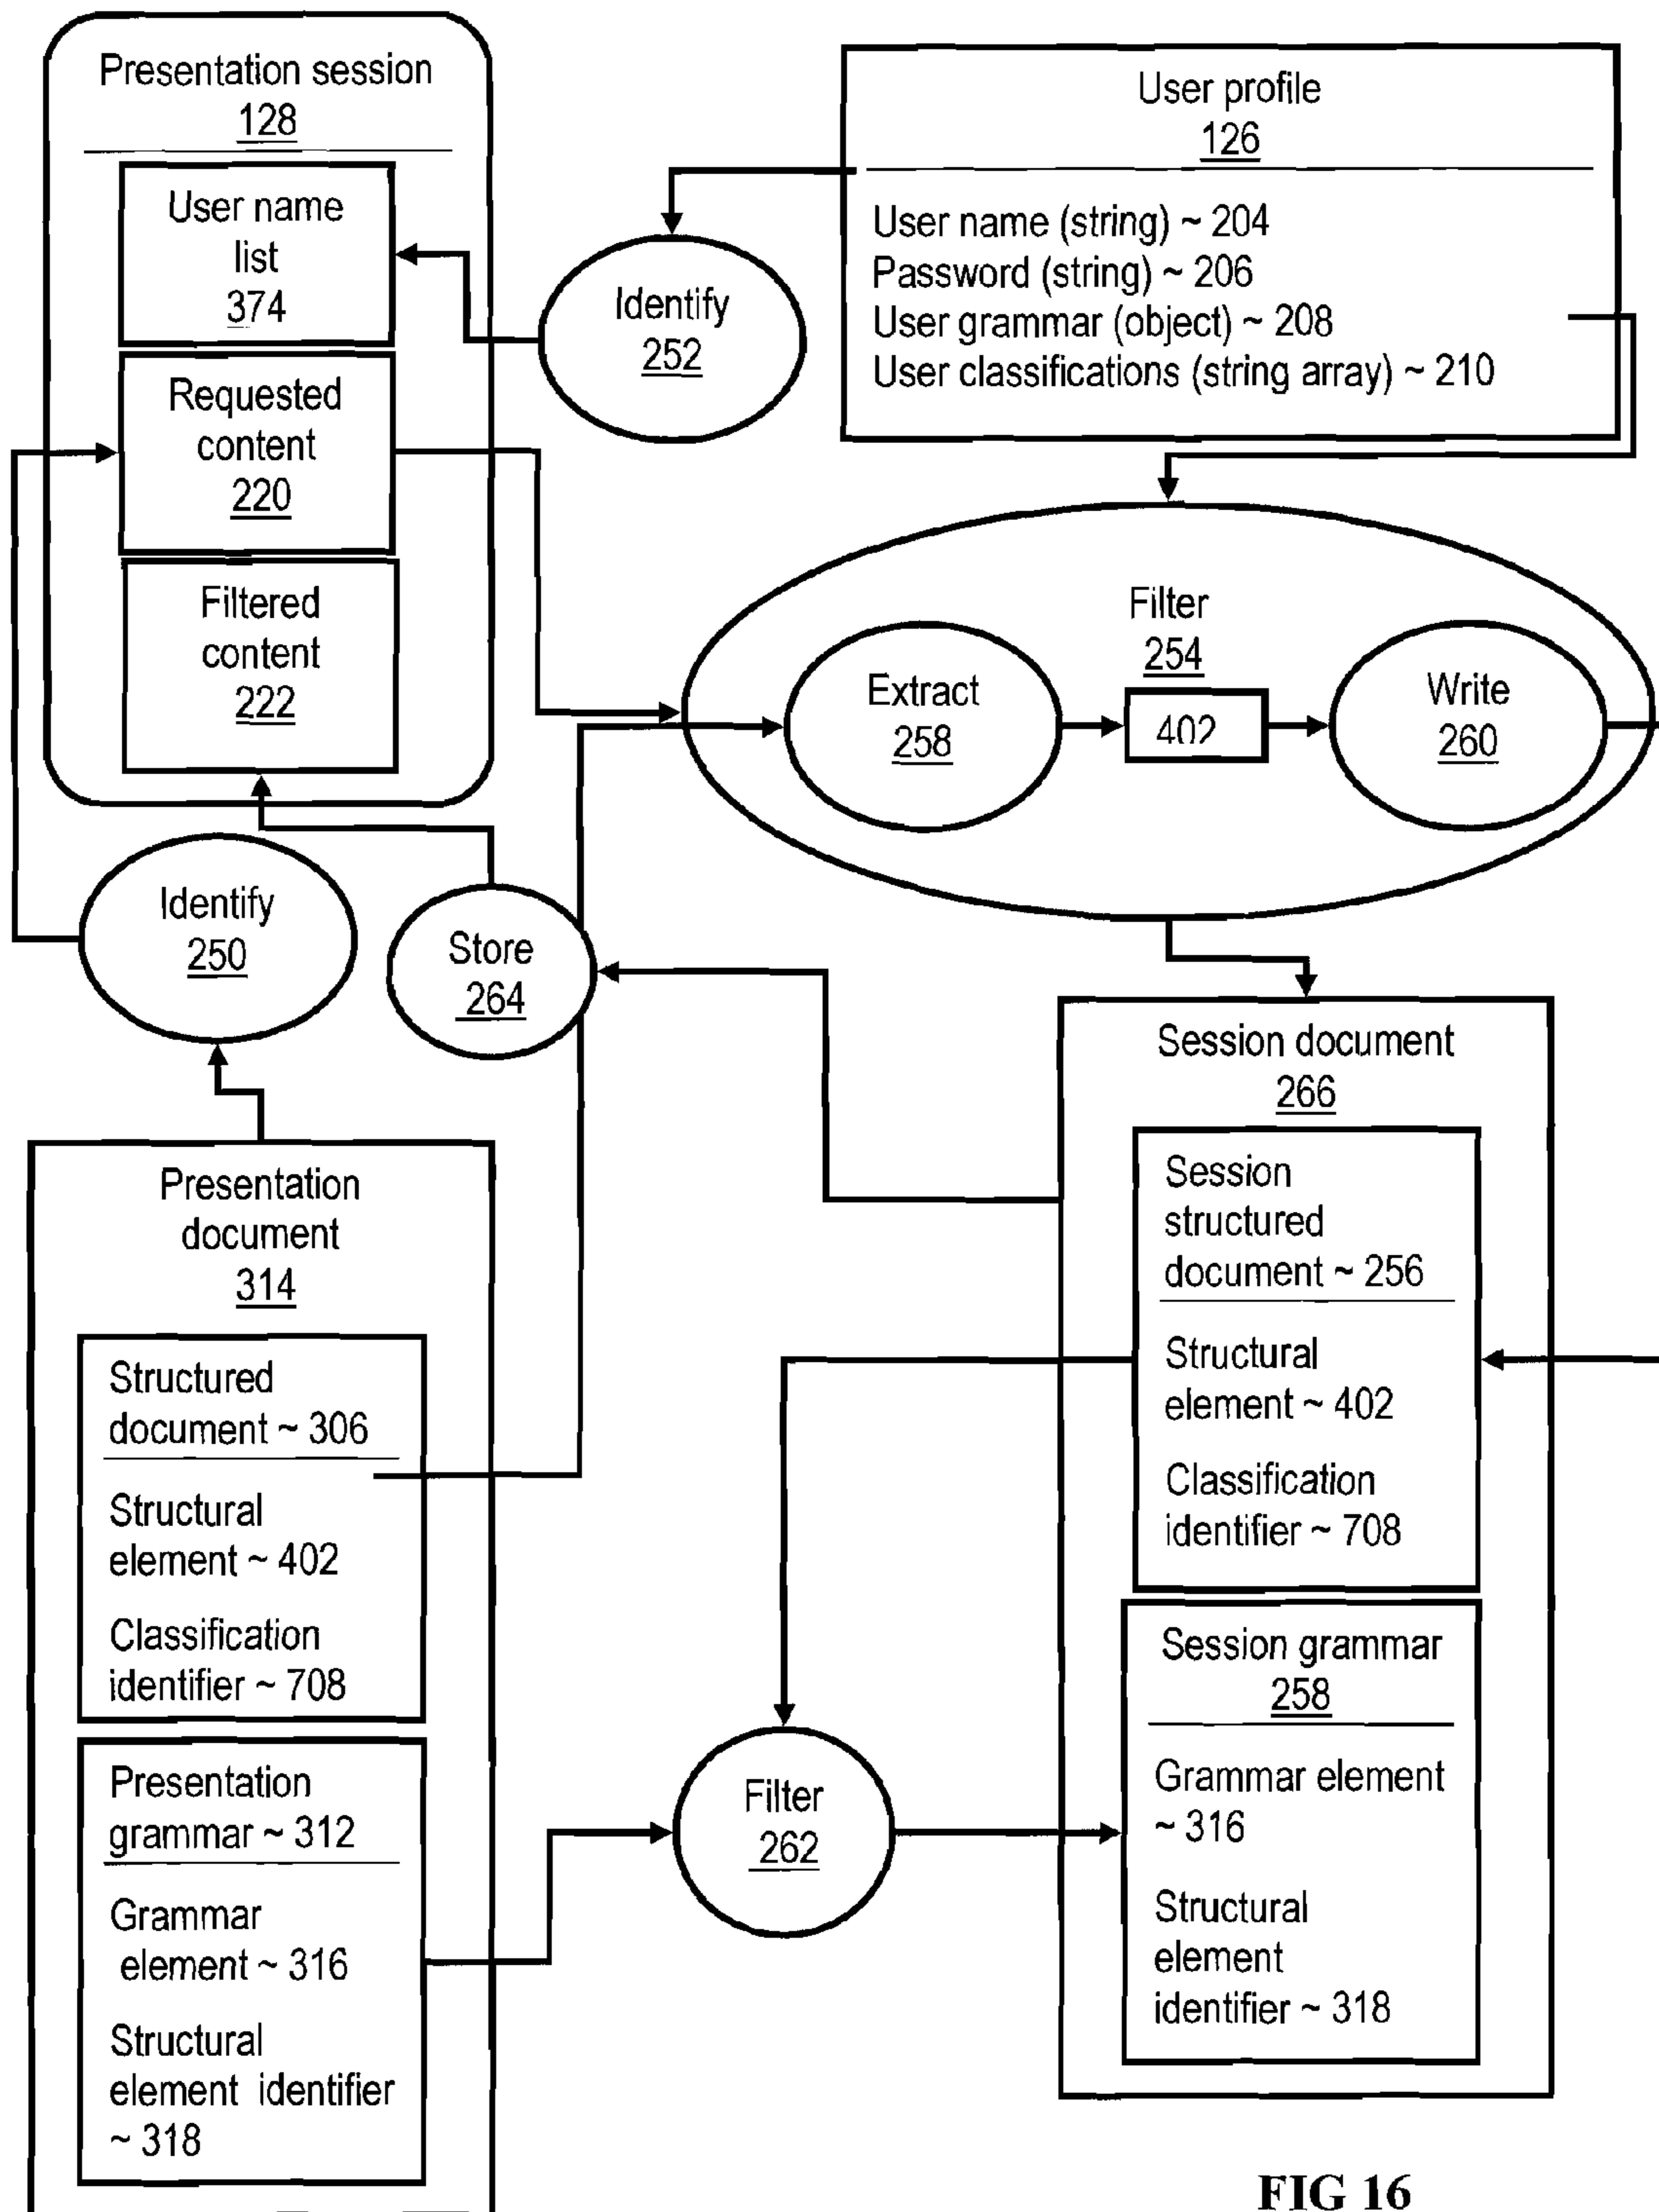 Presentation session
128
User name
list
374
Requested
content
220
Filtered
content
222
User profile
126
User name (string) ~ 204
Password (string) ~ 206
User grammar (object) ~ 208
User classifications (string array) ~ 210
Identify
252
Filter
254
Extract
258
402
Write
260
Identify
250
Store
264
Session document
266
Session
structured
document ~ 256
Structural
element ~ 402
Classification
identifier ~ 708
Session grammar
258
Grammar element
~ 316
Structural
element
identifier ~ 318
Presentation
document
314
Structured
document ~ 306
Structural
element ~ 402
Classification
identifier ~ 708
Presentation
grammar ~ 312
Grammar
element ~ 316
Structural
element identifier
~ 318
Filter
262
FIG 16